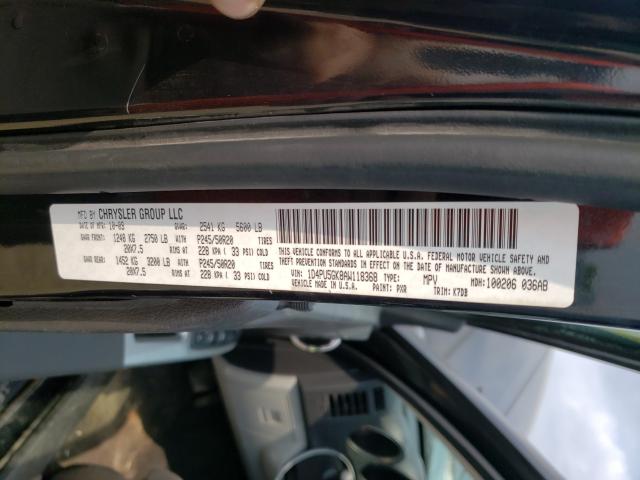 MFD BY CHRYSLER GROUP LLC
DATE OF MFR: 10-09 GVWR: 2541 KG 5600 LB
GAWR FRONT: 1248 KG 2750 LB WITH P245/50R20 TIRES
20X7.5 RIMS AT 228 KPA ( 33 PSI) COLD
GAWR REAR: 1452 KG 3200 LB WITH P245/50R20 TIRES
20X7.5 RIMS AT 228 KPA ( 33 PSI) COLD
THIS VEHICLE CONFORMS TO ALL APPLICABLE U.S.A. FEDERAL MOTOR VEHICLE SAFETY AND
THEFT PREVENTION STANDARDS IN EFFECT ON THE DATE OF MANUFACTURE SHOWN ABOVE.
VIN: 1D4PU5GK8AW118368 TYPE: MPV MDH: 100206 036AB
VEHICLE MADE IN U.S.A. PAINT: PXR TRIM: K7DB